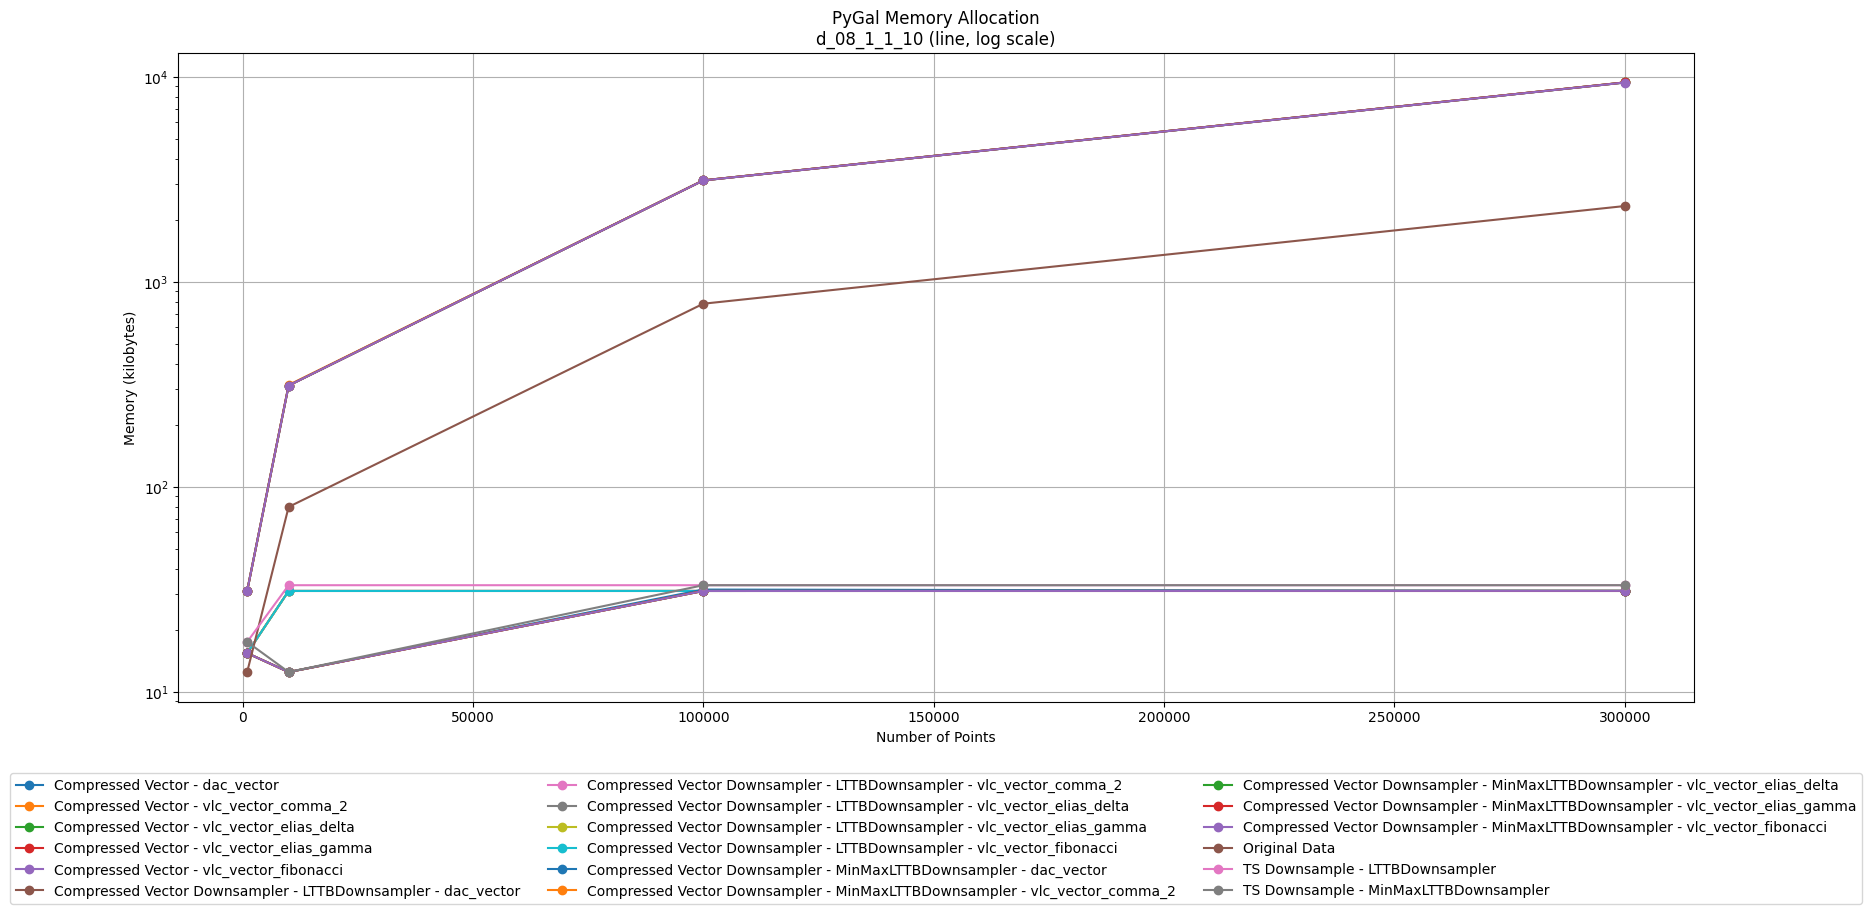 PyGal Memory Allocation
d_08_1_1_10 (line, log scale)
Memory (kilobytes)
10^4
10^3
10^2
10^1
0
50000
100000
150000
200000
250000
300000
Number of Points
Compressed Vector - dac_vector
Compressed Vector - vlc_vector_comma_2
Compressed Vector - vlc_vector_elias_delta
Compressed Vector - vlc_vector_elias_gamma
Compressed Vector - vlc_vector_fibonacci
Compressed Vector Downsampler - LTTBDownsampler - dac_vector
Compressed Vector Downsampler - LTTBDownsampler - vlc_vector_comma_2
Compressed Vector Downsampler - LTTBDownsampler - vlc_vector_elias_delta
Compressed Vector Downsampler - LTTBDownsampler - vlc_vector_elias_gamma
Compressed Vector Downsampler - LTTBDownsampler - vlc_vector_fibonacci
Compressed Vector Downsampler - MinMaxLTTBDownsampler - dac_vector
Compressed Vector Downsampler - MinMaxLTTBDownsampler - vlc_vector_comma_2
Compressed Vector Downsampler - MinMaxLTTBDownsampler - vlc_vector_elias_delta
Compressed Vector Downsampler - MinMaxLTTBDownsampler - vlc_vector_elias_gamma
Compressed Vector Downsampler - MinMaxLTTBDownsampler - vlc_vector_fibonacci
Original Data
TS Downsample - LTTBDownsampler
TS Downsample - MinMaxLTTBDownsampler